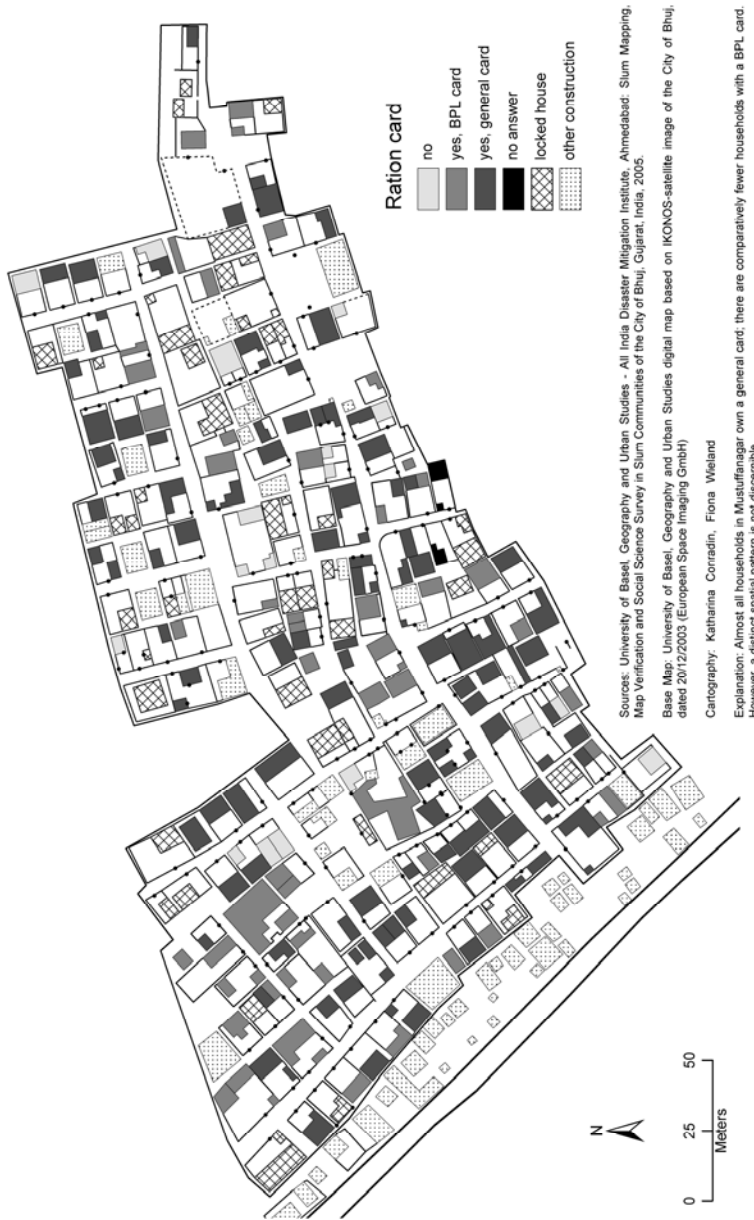 Ration card
no
yes, BPL card
yes, general card
no answer
locked house
other construction
Sources: University of Basel, Geography and Urban Studies - All India Disaster Mitigation Institute, Ahmedabad: Slum Mapping,
Map Verification and Social Science Survey in Slum Communities of the City of Bhuj, Gujarat, India, 2005.
Base Map: University of Basel, Geography and Urban Studies digital map based on IKONOS-satellite image of the City of Bhuj,
dated 20/12/2003 (European Space Imaging GmbH)
Cartography: Katharina Corradin, Fiona Wieland
Explanation: Almost all households in Mustuffanagar own a general card; there are comparatively fewer households with a BPL card.
However, a distinct spatial pattern is not discernible
N
0 25 50
Meters